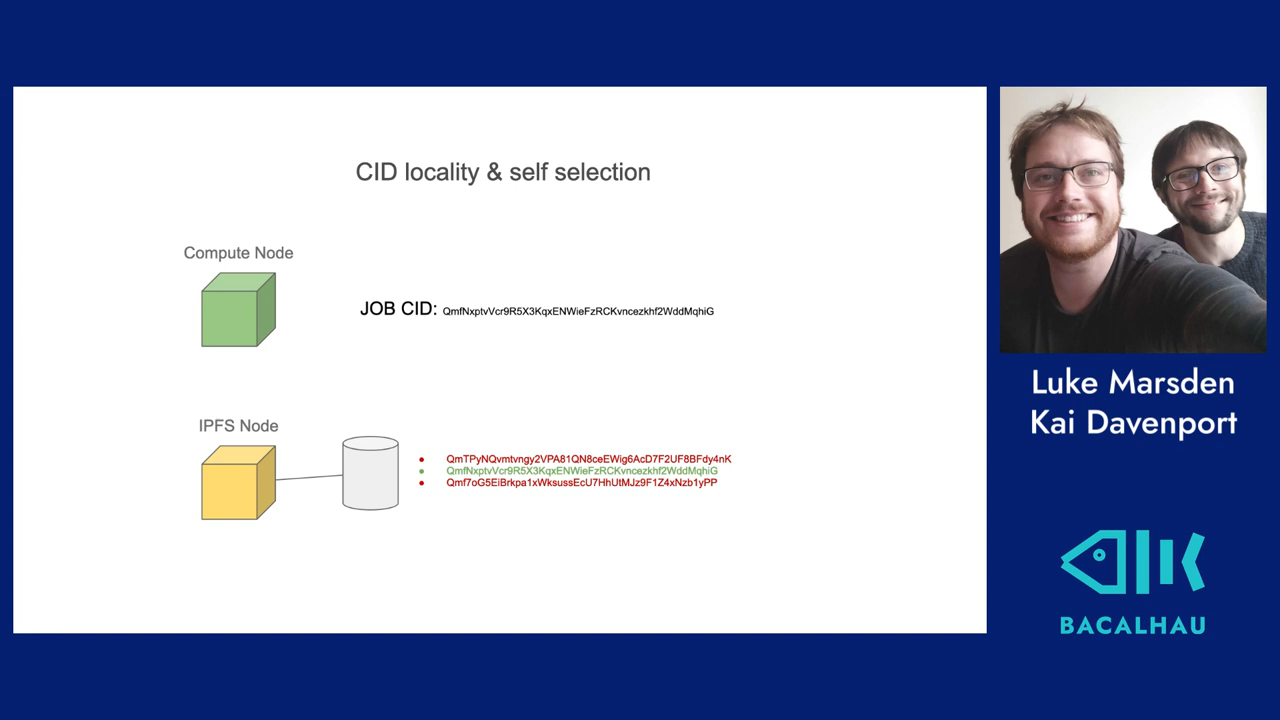 CID locality & self selection
Compute Node
JOB CID: QmfNxptvVcr9R5X3KqxENWieFzRCKvncezkhf2WddMqhiG
IPFS Node
QmTPyNQvmtvngy2VPA81QN8ceEWig6AcD7F2UF8BFdy4nK
QmfNxptvVcr9R5X3KqxENWieFzRCKvncezkhf2WddMqhiG
Qmf7oG5EiBrkpa1xWksussEcU7HhUtMJz9F1Z4xNzb1yPP
Luke Marsden
Kai Davenport
BACALHAU